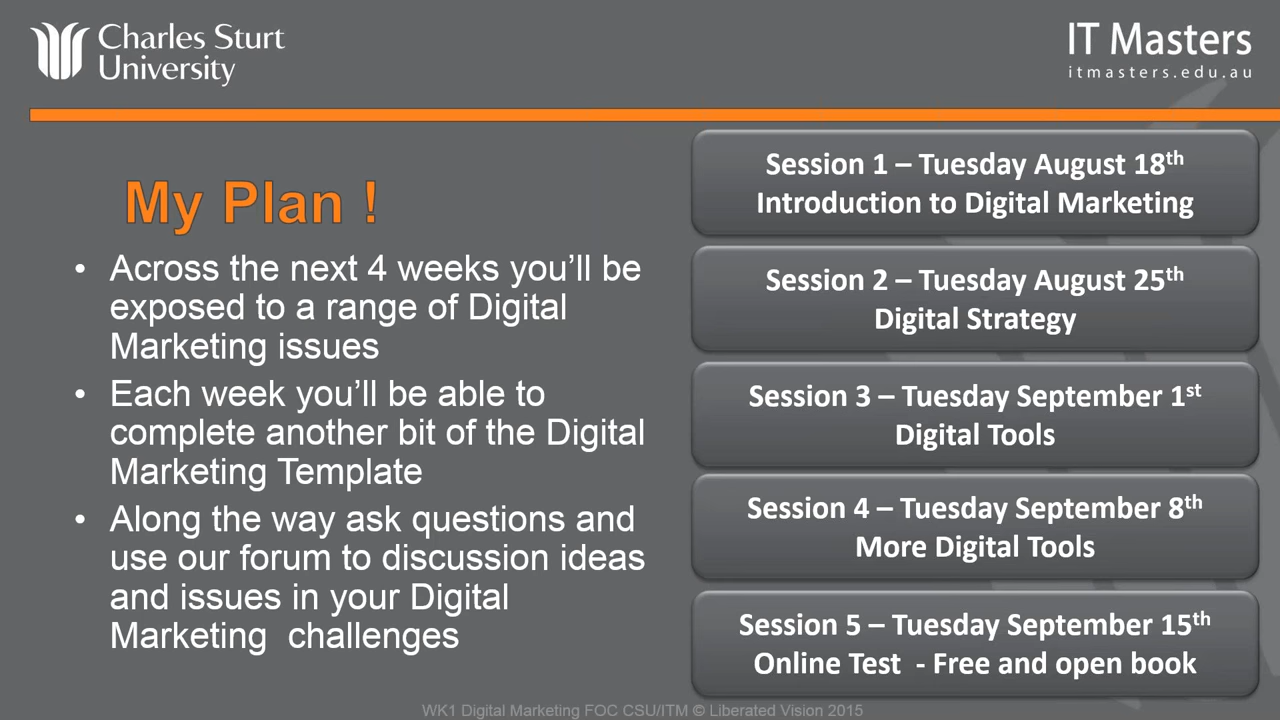 Charles Sturt
University
IT Masters
itmasters.edu.au
My Plan !
• Across the next 4 weeks you’ll be
exposed to a range of Digital
Marketing issues
• Each week you’ll be able to
complete another bit of the Digital
Marketing Template
• Along the way ask questions and
use our forum to discussion ideas
and issues in your Digital
Marketing  challenges
Session 1 – Tuesday August 18th
Introduction to Digital Marketing
Session 2 – Tuesday August 25th
Digital Strategy
Session 3 – Tuesday September 1st
Digital Tools
Session 4 – Tuesday September 8th
More Digital Tools
Session 5 – Tuesday September 15th
Online Test  - Free and open book
WK1 Digital Marketing FOC CSU/ITM © Liberated Vision 2015